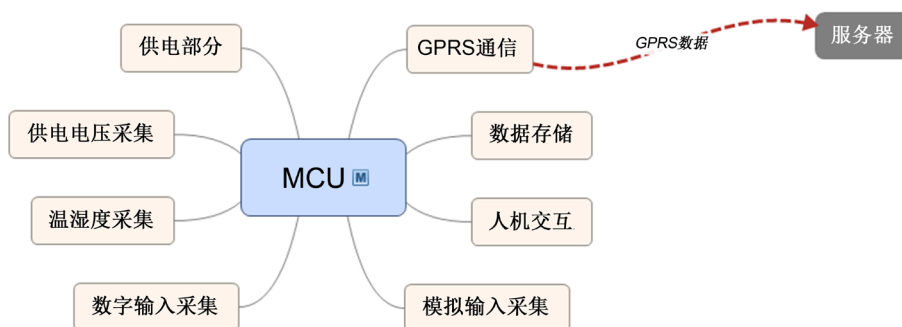 供电部分
GPRS通信
GPRS数据
服务器
供电电压采集
数据存储
MCU
M
温湿度采集
人机交互
数字输入采集
模拟输入采集